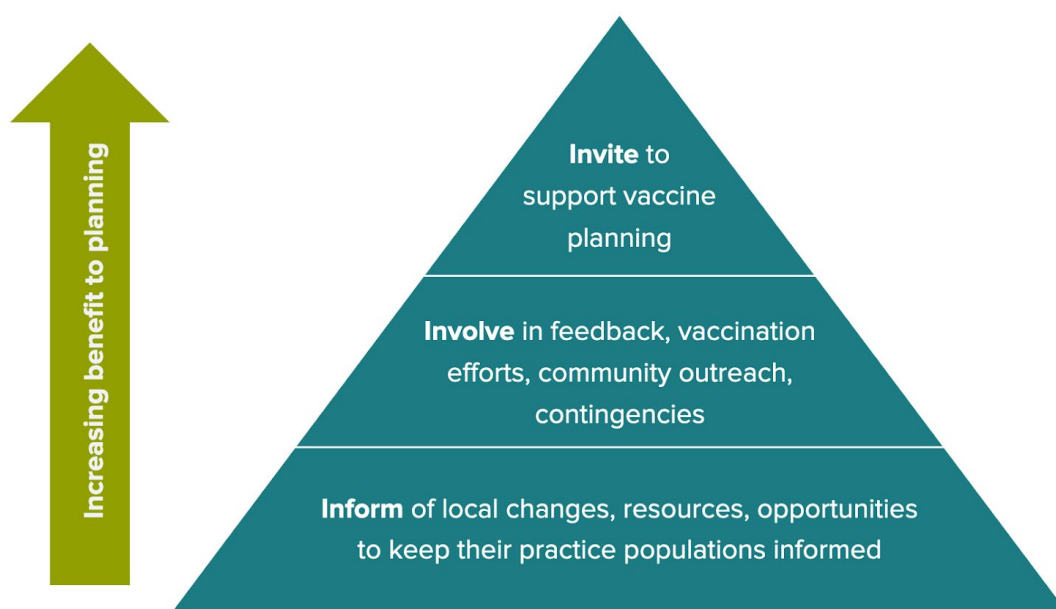 Increasing benefit to planning
Invite to
support vaccine
planning
Involve in feedback, vaccination
efforts, community outreach,
contingencies
Inform of local changes, resources, opportunities
to keep their practice populations informed